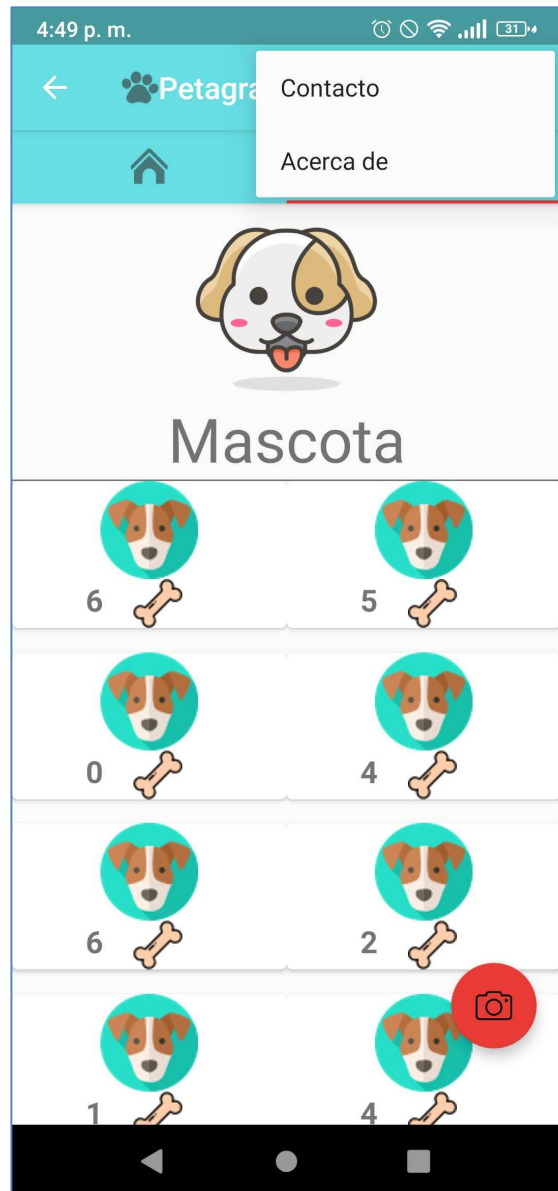 4:49 p. m.
31
Petagra
Contacto
Acerca de
Mascota
6 5
0 4
6 2
1 4